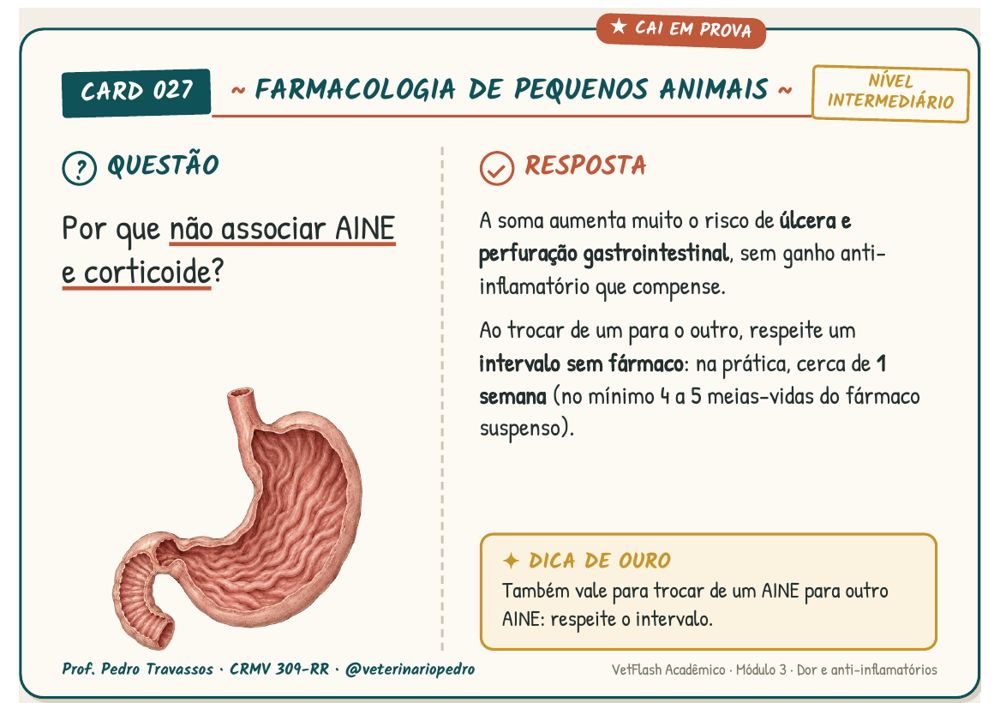 ★ CAI EM PROVA
CARD 027
~ FARMACOLOGIA DE PEQUENOS ANIMAIS ~
NÍVEL
INTERMEDIÁRIO
? QUESTÃO
Por que não associar AINE
e corticoide?
RESPOSTA
A soma aumenta muito o risco de úlcera e
perfuração gastrointestinal, sem ganho anti-
inflamatório que compense.
Ao trocar de um para o outro, respeite um
intervalo sem fármaco: na prática, cerca de 1
semana (no mínimo 4 a 5 meias-vidas do fármaco
suspenso).
✦ DICA DE OURO
Também vale para trocar de um AINE para outro
AINE: respeite o intervalo.
Prof. Pedro Travassos · CRMV 309-RR · @veterinariopedro
VetFlash Acadêmico · Módulo 3 · Dor e anti-inflamatórios